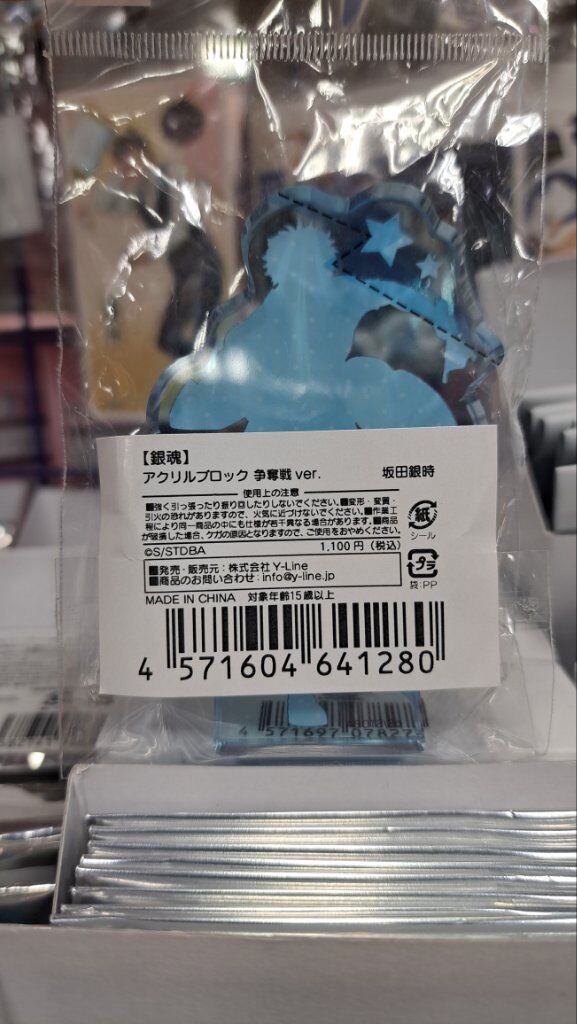 【銀魂】
アクリルブロック 争奪戦 ver. 坂田銀時
使用上の注意
■強く引っ張ったり振り回したりしないでください。■変形・変質・
引火の恐れがありますので、火気に近づけないでください。■作業工
程により同一商品の中にも仕様が若干異なる場合があります。■商品
が破損した場合、ケガの原因となりますので、ご使用をおやめください。
紙
シール
©S/STDBA 1,100円（税込）
■発売・販売元：株式会社 Y-Line
■商品のお問い合わせ：info@y-line.jp
プラ
袋:PP
MADE IN CHINA 対象年齢15歳以上
4 571604 641280
4 571697 07827